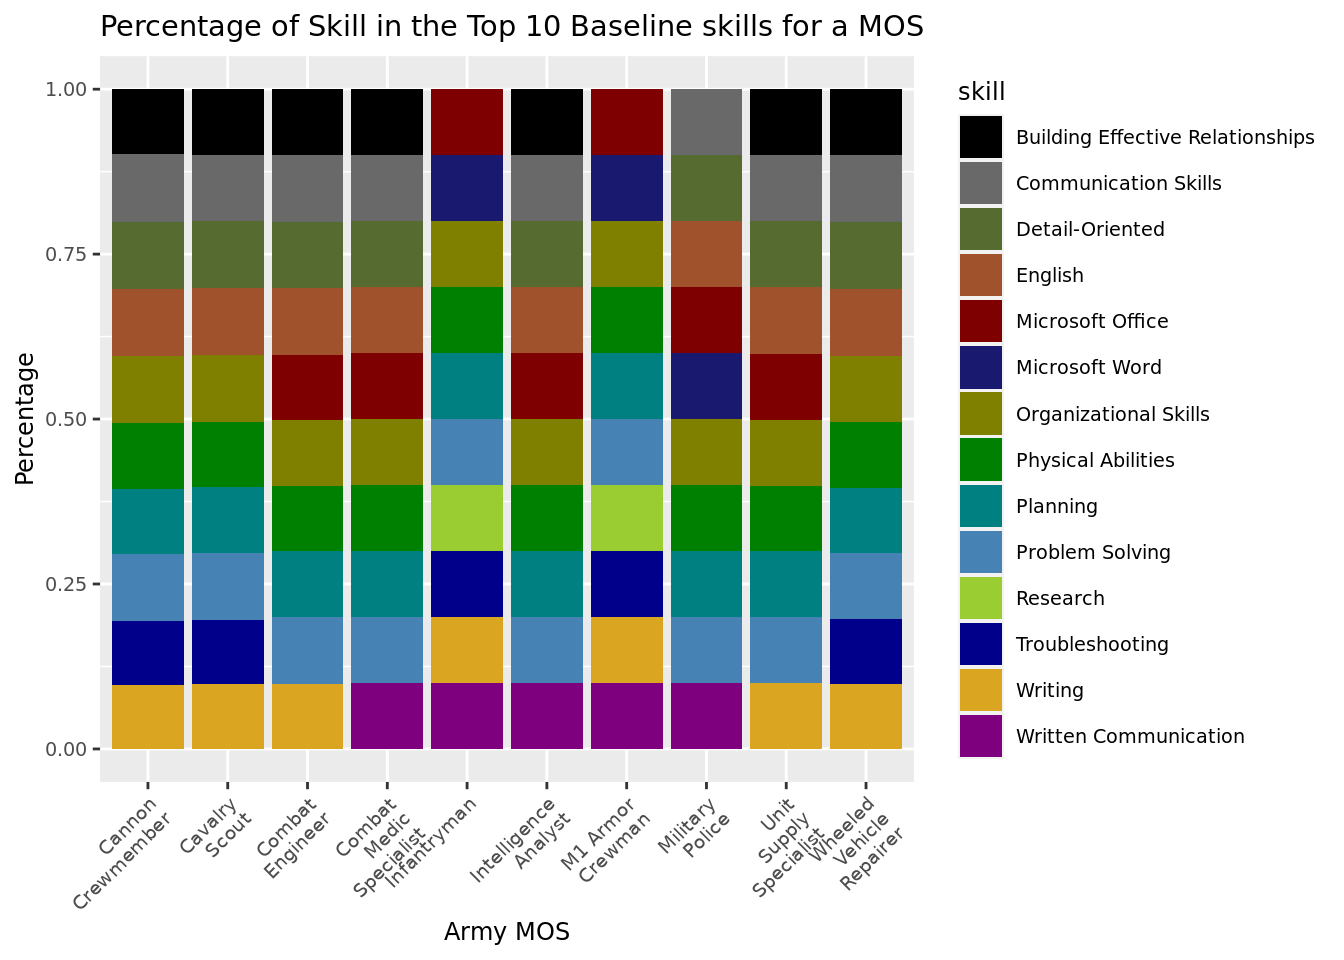 Percentage of Skill in the Top 10 Baseline skills for a MOS
1.00
0.75
0.50
0.25
0.00
Percentage
Cannon
Crewmember
Cavalry
Scout
Combat
Engineer
Combat
Medic
Specialist
Infantryman
Intelligence
Analyst
M1 Armor
Crewman
Military
Police
Unit
Supply
Specialist
Wheeled
Vehicle
Repairer
Army MOS
skill
Building Effective Relationships
Communication Skills
Detail-Oriented
English
Microsoft Office
Microsoft Word
Organizational Skills
Physical Abilities
Planning
Problem Solving
Research
Troubleshooting
Writing
Written Communication